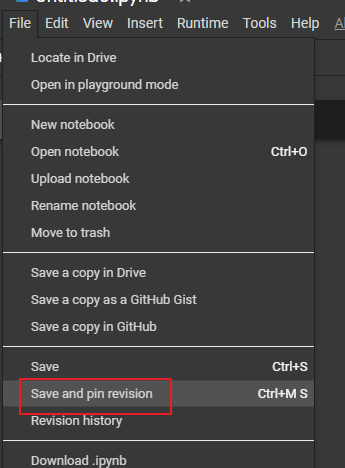 File Edit View Insert Runtime Tools Help
Locate in Drive
Open in playground mode
New notebook
Open notebook Ctrl+O
Upload notebook
Rename notebook
Move to trash
Save a copy in Drive
Save a copy as a GitHub Gist
Save a copy in GitHub
Save Ctrl+S
Save and pin revision Ctrl+M S
Revision history
Download .ipynb